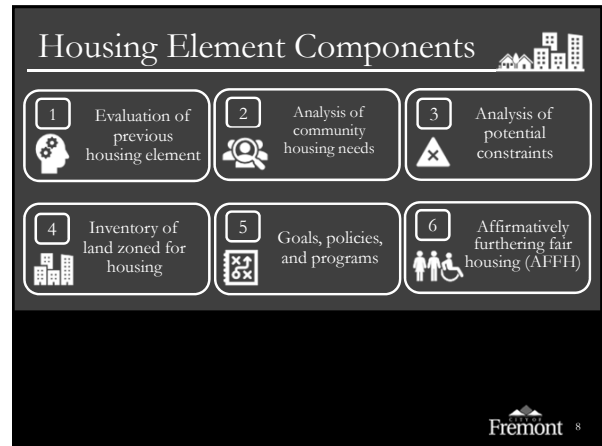 Housing Element Components
1
Evaluation of
previous
housing element
2
Analysis of
community
housing needs
3
Analysis of
potential
constraints
4
Inventory of
land zoned for
housing
5
Goals, policies,
and programs
6
Affirmatively
furthering fair
housing (AFFH)
CITY OF
Fremont
8